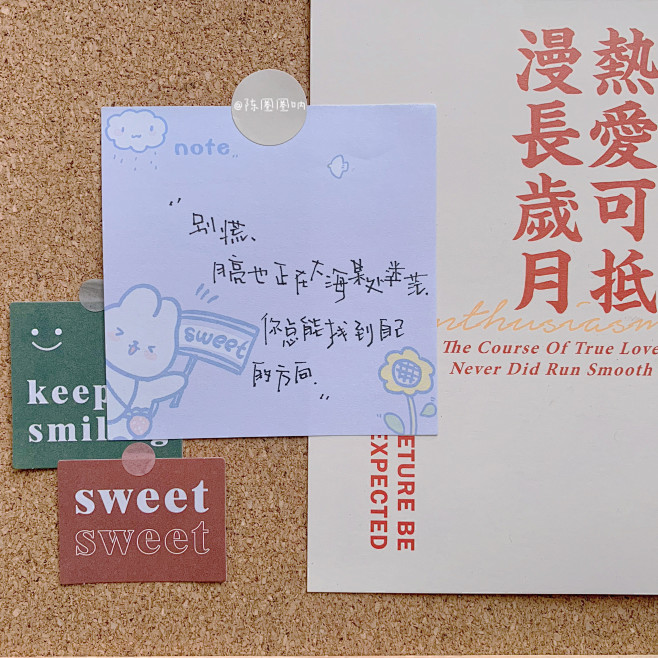 @陈圈圈呐
note..
“别慌、
月亮也正在大海某处迷茫.
你总能找到自己
的方向.”
sweet
keep
smil g
sweet
sweet
熱愛可抵
漫長歲月
nthusiasm
The Course Of True Love
Never Did Run Smooth
ETURE BE
EXPECTED